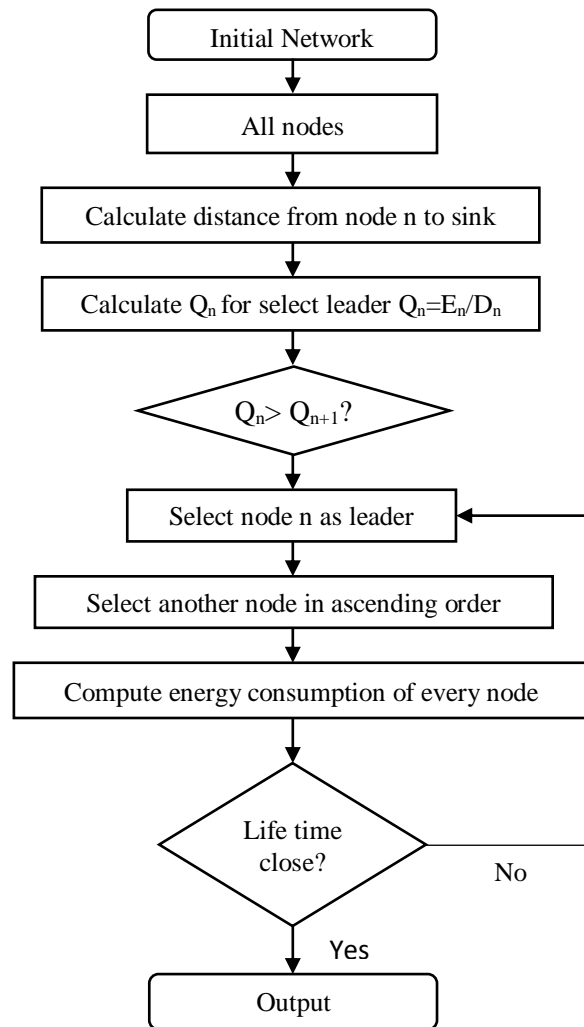 Initial Network
All nodes
Calculate distance from node n to sink
Calculate Qₙ for select leader Qₙ=Eₙ/Dₙ
Qₙ> Qₙ₊₁?
Select node n as leader
Select another node in ascending order
Compute energy consumption of every node
Life time
close?
No
Yes
Output